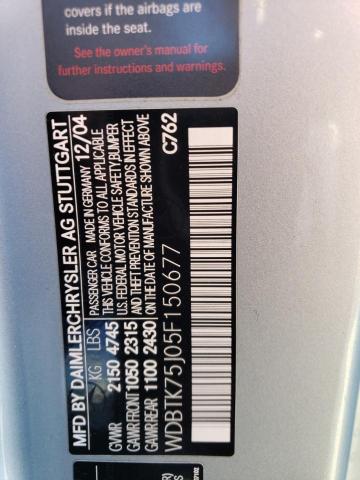 covers if the airbags are
inside the seat.
See the owner's manual for
further instructions and warnings.
MFD BY DAIMLERCHRYSLER AG STUTTGART
PASSENGER CAR MADE IN GERMANY 12/04
THIS VEHICLE CONFORMS TO ALL APPLICABLE
U.S. FEDERAL MOTOR VEHICLE SAFETY, BUMPER
AND THEFT PREVENTION STANDARDS IN EFFECT
ON THE DATE OF MANUFACTURE SHOWN ABOVE
KG LBS
GVWR 2150 4745
GAWR FRONT 1050 2315
GAWR REAR 1100 2430
C762
WDBTK75J05F150677